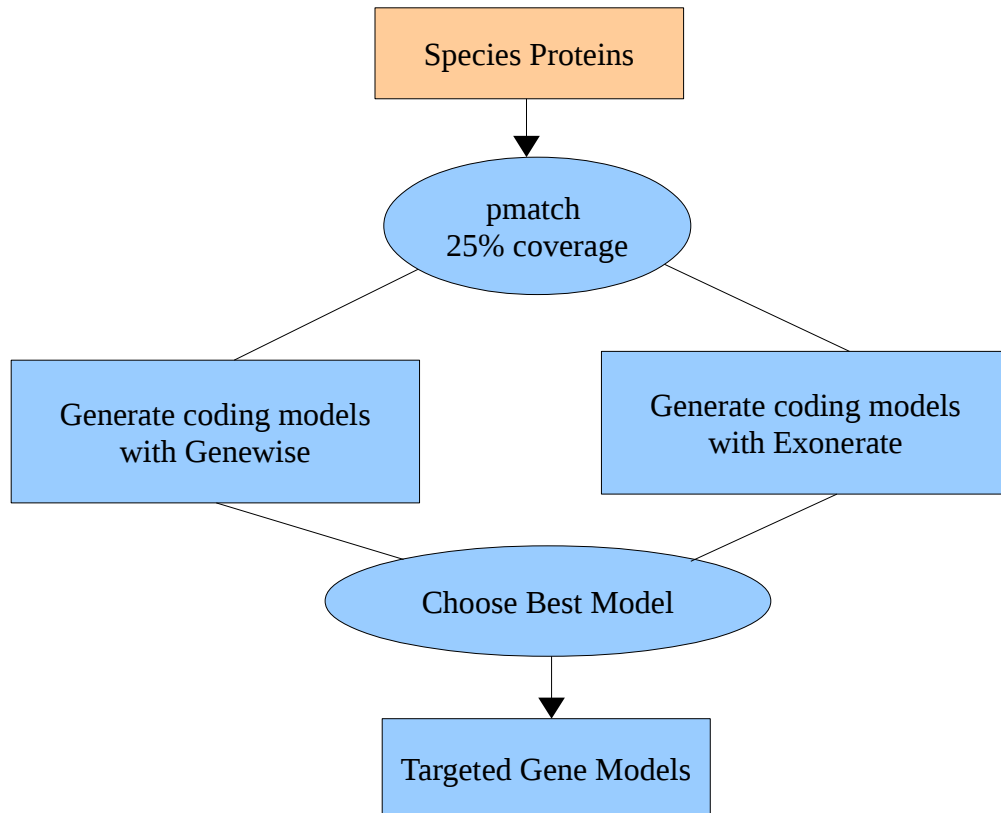 Species Proteins
pmatch
25% coverage
Generate coding models
with Genewise
Generate coding models
with Exonerate
Choose Best Model
Targeted Gene Models